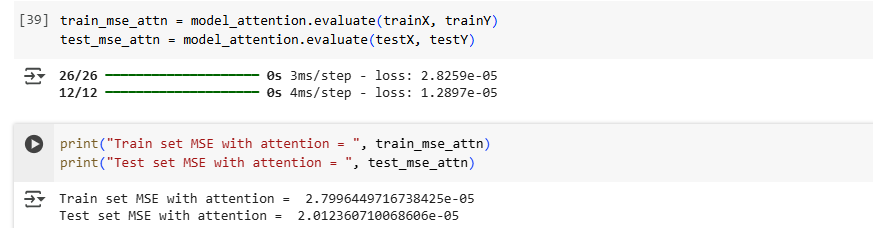 [39] train_mse_attn = model_attention.evaluate(trainX, trainY)
test_mse_attn = model_attention.evaluate(testX, testY)
26/26 ━━━━━━━━━━━━━━━━━━━━ 0s 3ms/step - loss: 2.8259e-05
12/12 ━━━━━━━━━━━━━━━━━━━━ 0s 4ms/step - loss: 1.2897e-05
print("Train set MSE with attention = ", train_mse_attn)
print("Test set MSE with attention = ", test_mse_attn)
Train set MSE with attention =  2.7996449716738425e-05
Test set MSE with attention =  2.012360710068606e-05